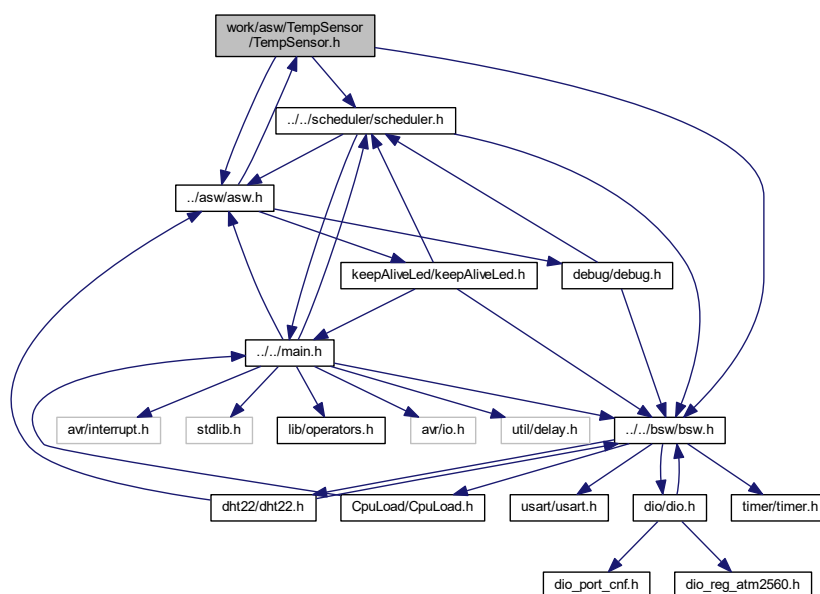 work/asw/TempSensor
/TempSensor.h
../../scheduler/scheduler.h
../asw/asw.h
keepAliveLed/keepAliveLed.h
debug/debug.h
../../main.h
avr/interrupt.h
stdlib.h
lib/operators.h
avr/io.h
util/delay.h
../../bsw/bsw.h
dht22/dht22.h
CpuLoad/CpuLoad.h
usart/usart.h
dio/dio.h
timer/timer.h
dio_port_cnf.h
dio_reg_atm2560.h